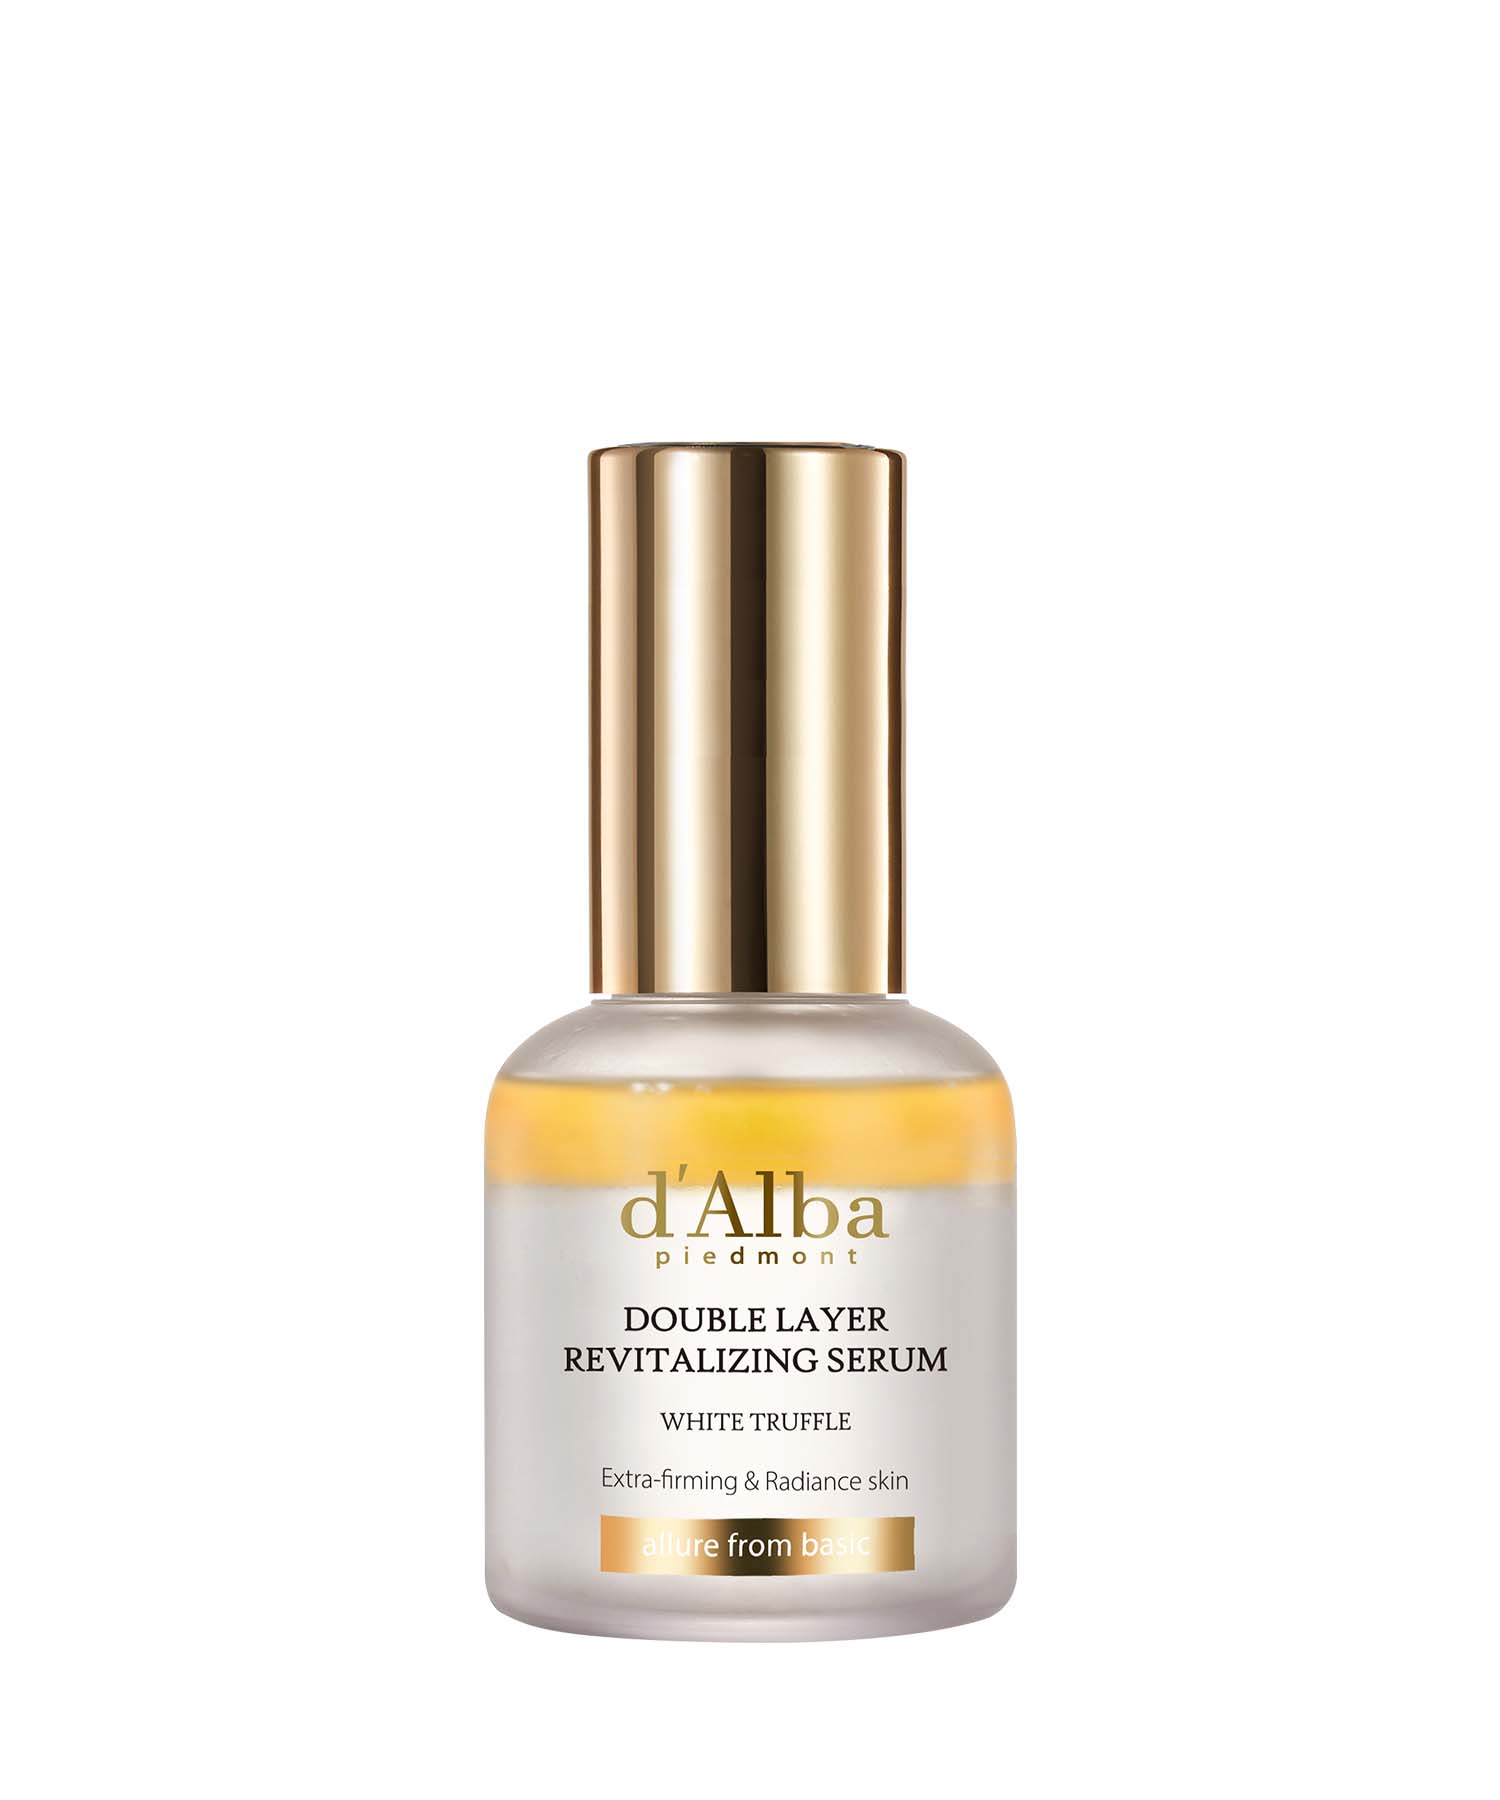 d'Alba
piedmont
DOUBLE LAYER
REVITALIZING SERUM
WHITE TRUFFLE
Extra-firming & Radiance skin
allure from basic